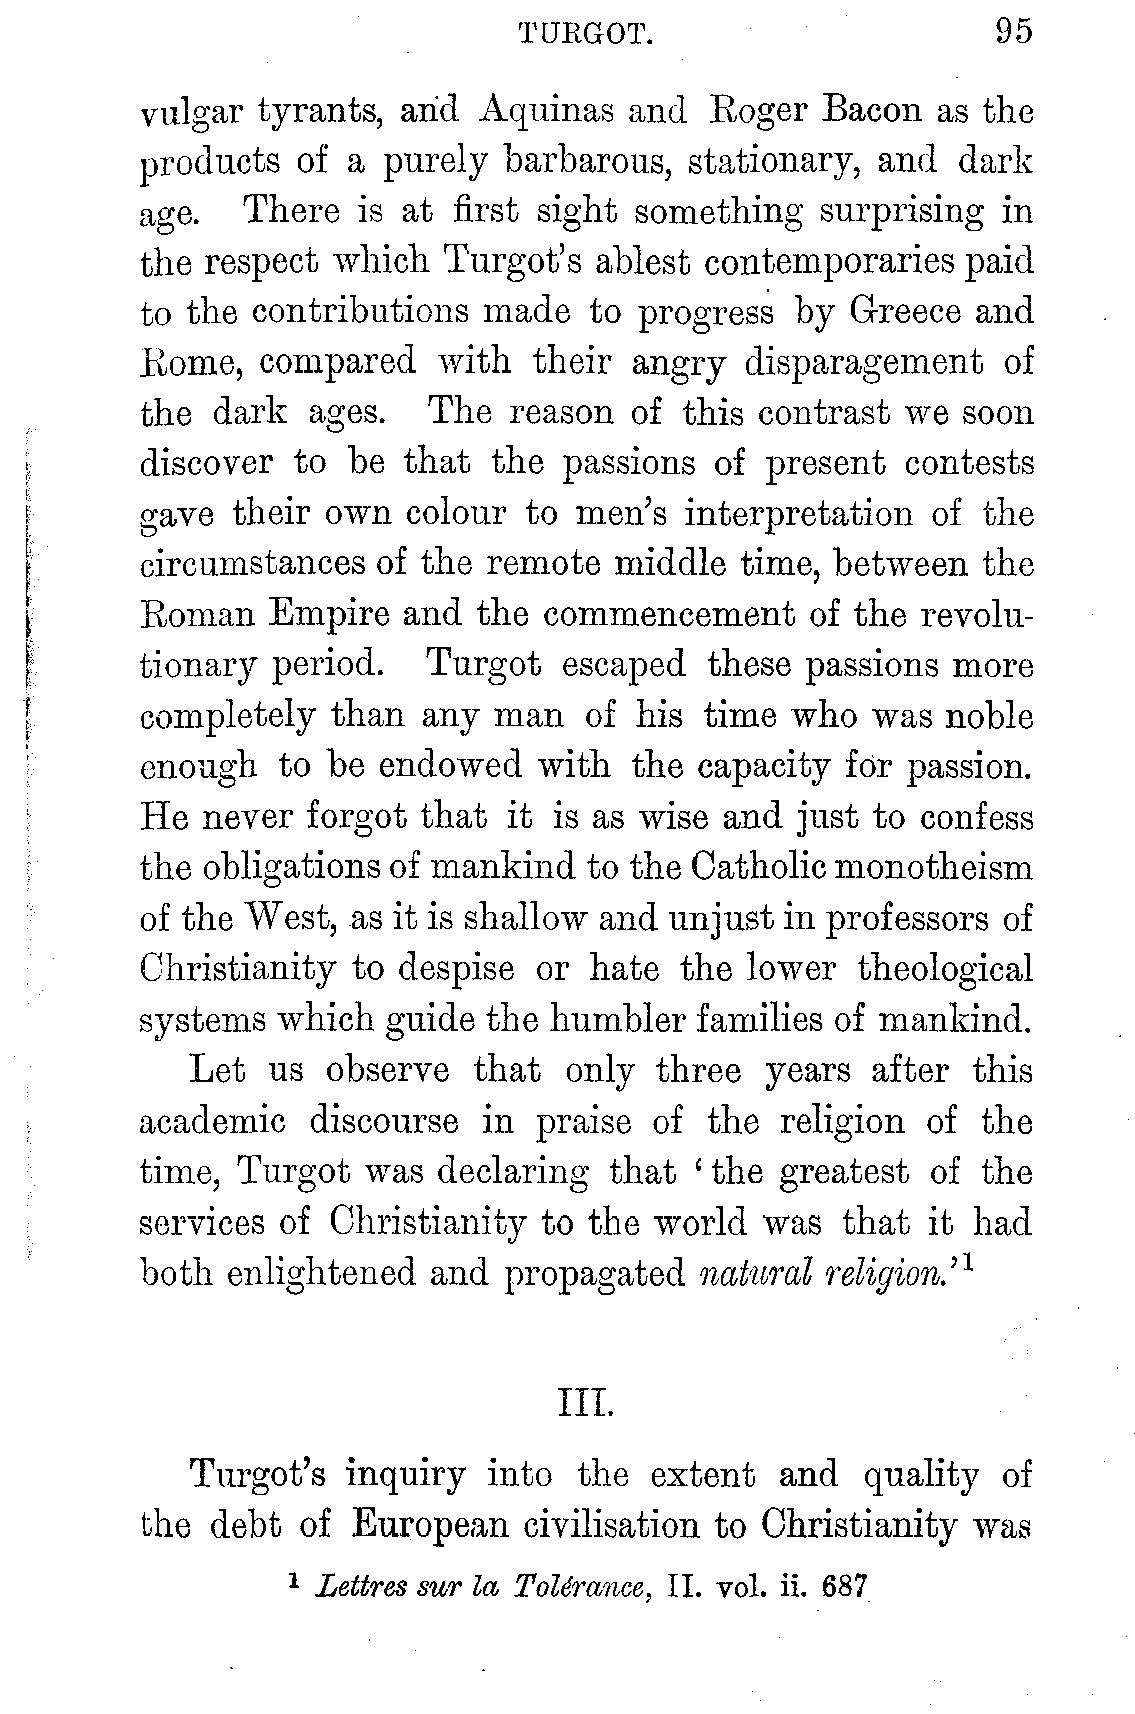 TURGOT. 95
vulgar tyrants, and Aquinas and Roger Bacon as the
products of a purely barbarous, stationary, and dark
age. There is at first sight something surprising in
the respect which Turgot's ablest contemporaries paid
to the contributions made to progress by Greece and
Rome, compared with their angry disparagement of
the dark ages. The reason of this contrast we soon
discover to be that the passions of present contests
gave their own colour to men's interpretation of the
circumstances of the remote middle time, between the
Roman Empire and the commencement of the revolu-
tionary period. Turgot escaped these passions more
completely than any man of his time who was noble
enough to be endowed with the capacity for passion.
He never forgot that it is as wise and just to confess
the obligations of mankind to the Catholic monotheism
of the West, as it is shallow and unjust in professors of
Christianity to despise or hate the lower theological
systems which guide the humbler families of mankind.
Let us observe that only three years after this
academic discourse in praise of the religion of the
time, Turgot was declaring that ‘the greatest of the
services of Christianity to the world was that it had
both enlightened and propagated natural religion.’¹
III.
Turgot's inquiry into the extent and quality of
the debt of European civilisation to Christianity was
¹ Lettres sur la Tolérance, II. vol. ii. 687